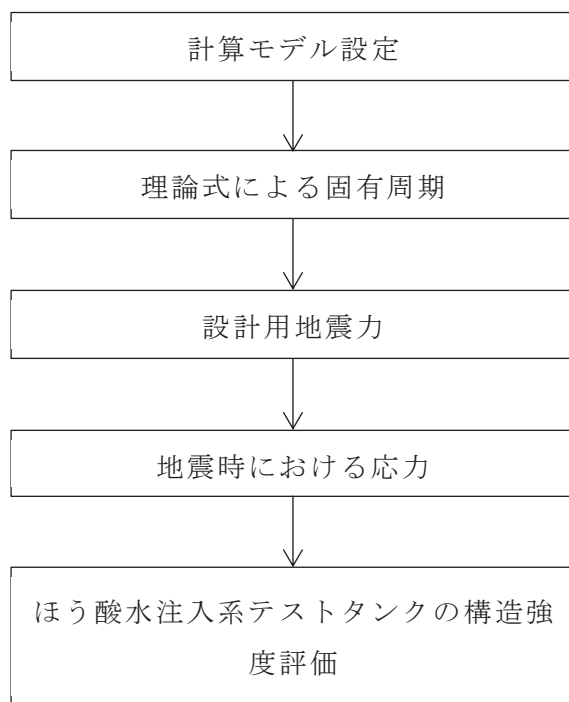 計算モデル設定
理論式による固有周期
設計用地震力
地震時における応力
ほう酸水注入系テストタンクの構造強
度評価